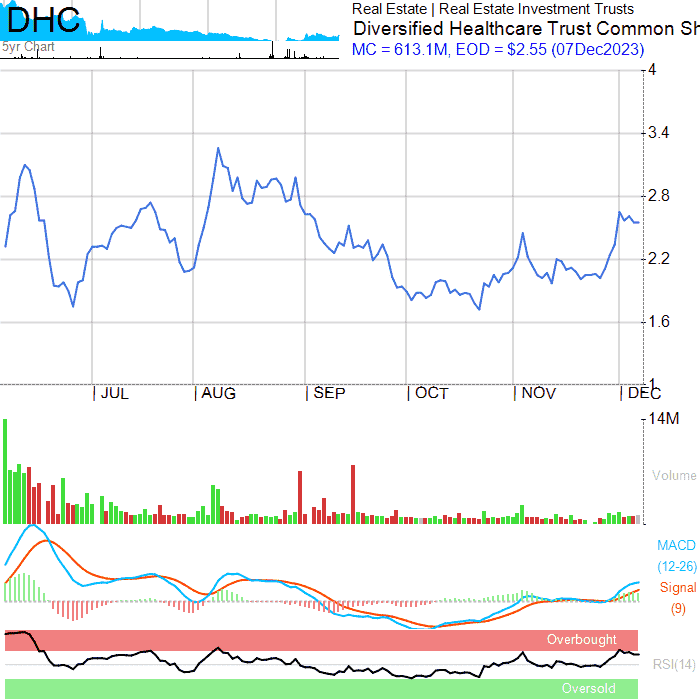 DHC
5yr Chart
Real Estate | Real Estate Investment Trusts
Diversified Healthcare Trust Common Sh
MC = 613.1M, EOD = $2.55 (07Dec2023)
4
3.4
2.8
2.2
1.6
1
JUL AUG SEP OCT NOV DEC
14M
Volume
MACD
(12-26)
Signal
(9)
Overbought
RSI(14)
Oversold